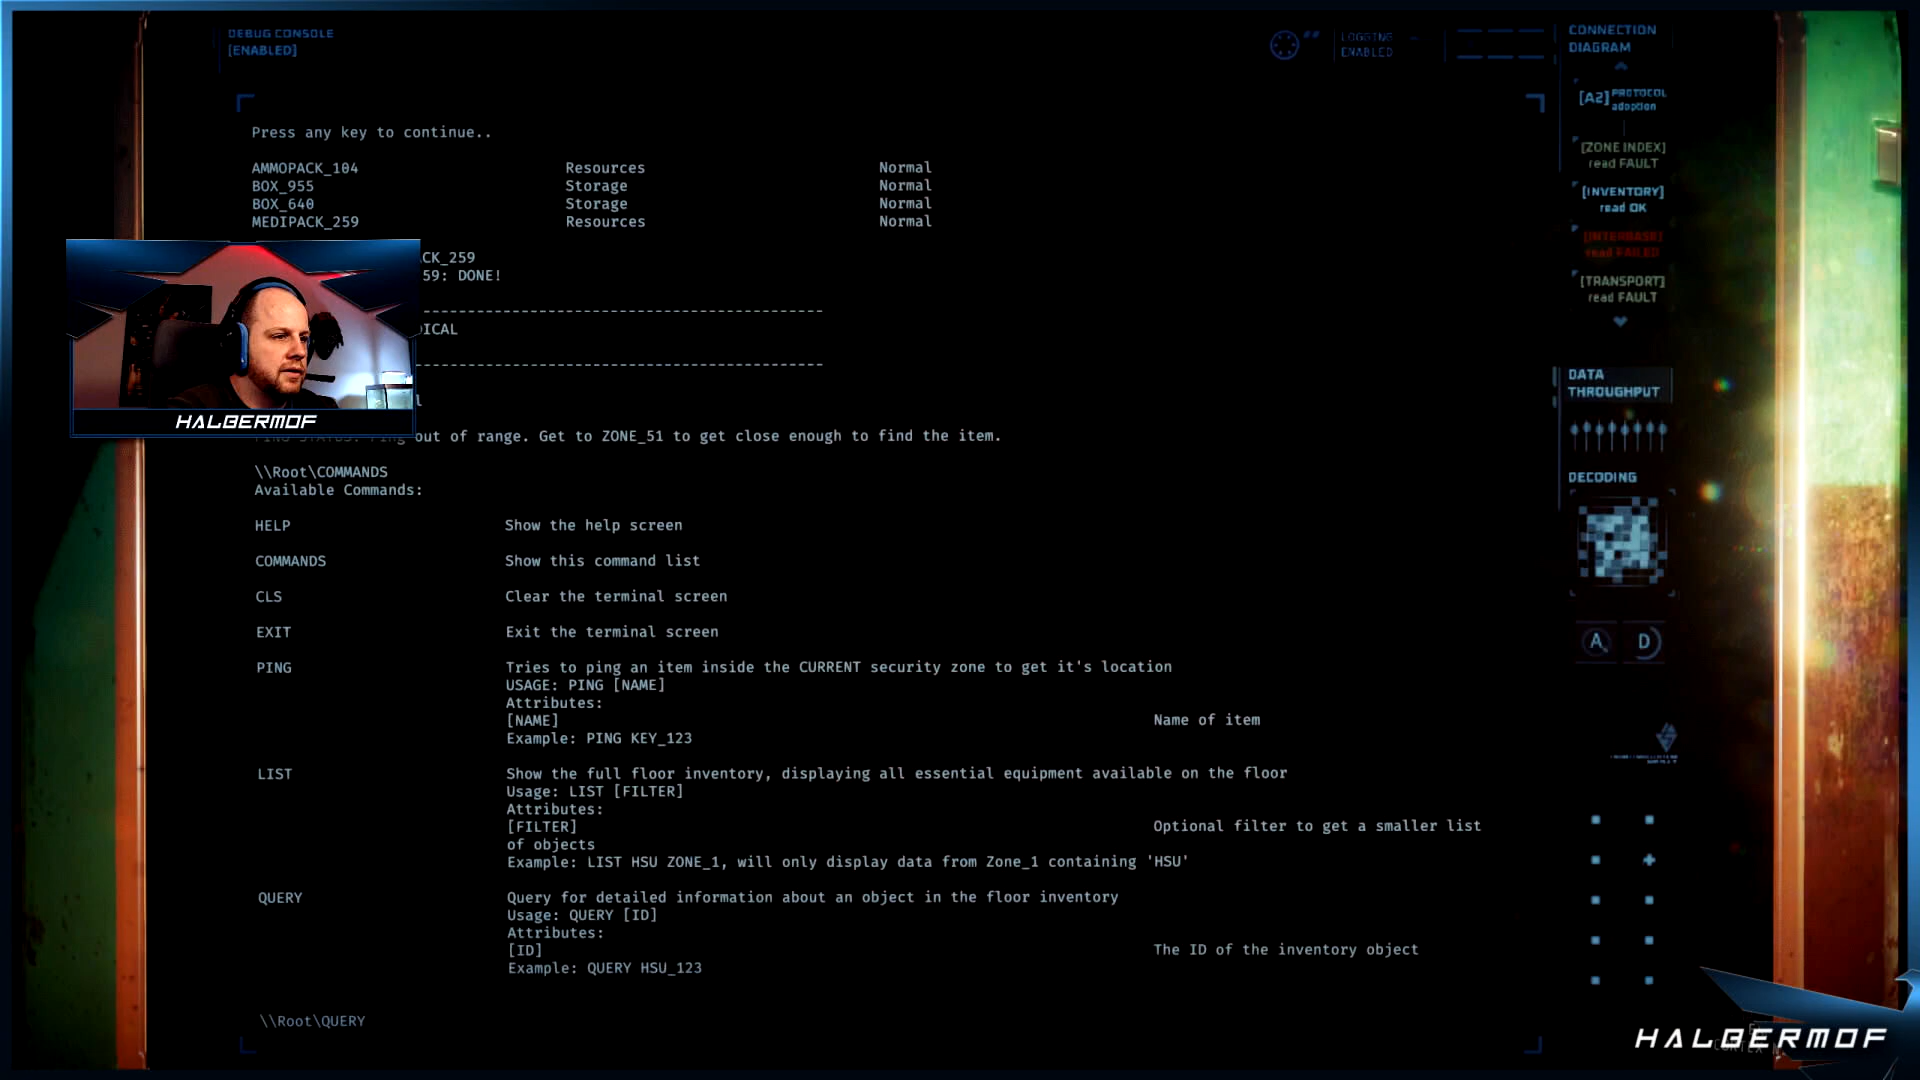 DEBUG CONSOLE
[ENABLED]
LOGGING
ENABLED
CONNECTION
DIAGRAM
[A2] PROTOCOL
adoption
[ZONE INDEX]
read FAULT
[INVENTORY]
read OK
[INTERBASE]
read FAILED
[TRANSPORT]
read FAULT
DATA
THROUGHPUT
DECODING
A D
Press any key to continue..
AMMOPACK_104 Resources Normal
BOX_955 Storage Normal
BOX_640 Storage Normal
MEDIPACK_259 Resources Normal
CK_259
59: DONE!
----------------------------------------------
ICAL
----------------------------------------------
out of range. Get to ZONE_51 to get close enough to find the item.
HALBERMOF
\\Root\COMMANDS
Available Commands:
HELP Show the help screen
COMMANDS Show this command list
CLS Clear the terminal screen
EXIT Exit the terminal screen
PING Tries to ping an item inside the CURRENT security zone to get it's location
USAGE: PING [NAME]
Attributes:
[NAME] Name of item
Example: PING KEY_123
LIST Show the full floor inventory, displaying all essential equipment available on the floor
Usage: LIST [FILTER]
Attributes:
[FILTER] Optional filter to get a smaller list
of objects
Example: LIST HSU ZONE_1, will only display data from Zone_1 containing 'HSU'
QUERY Query for detailed information about an object in the floor inventory
Usage: QUERY [ID]
Attributes:
[ID] The ID of the inventory object
Example: QUERY HSU_123
\\Root\QUERY
HALBERMOF